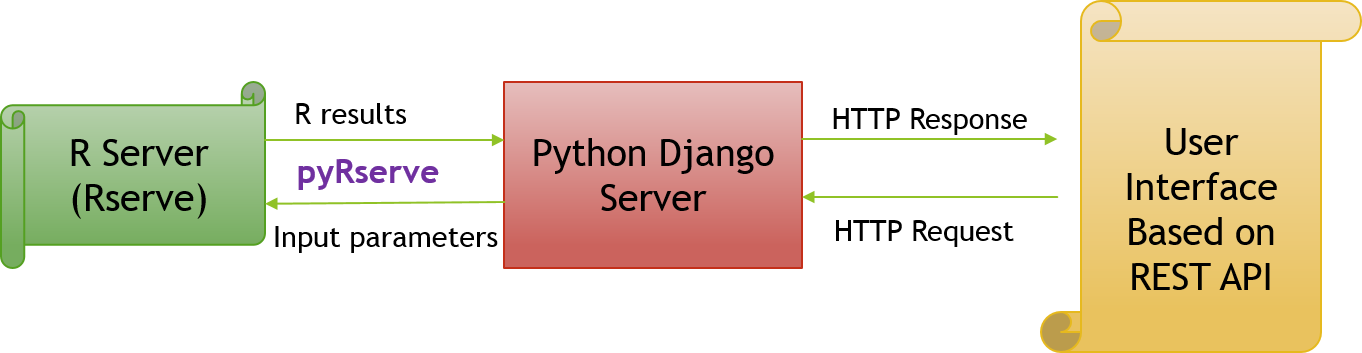 R Server
(Rserve)
R results
pyRserve
Input parameters
Python Django
Server
HTTP Response
HTTP Request
User
Interface
Based on
REST API